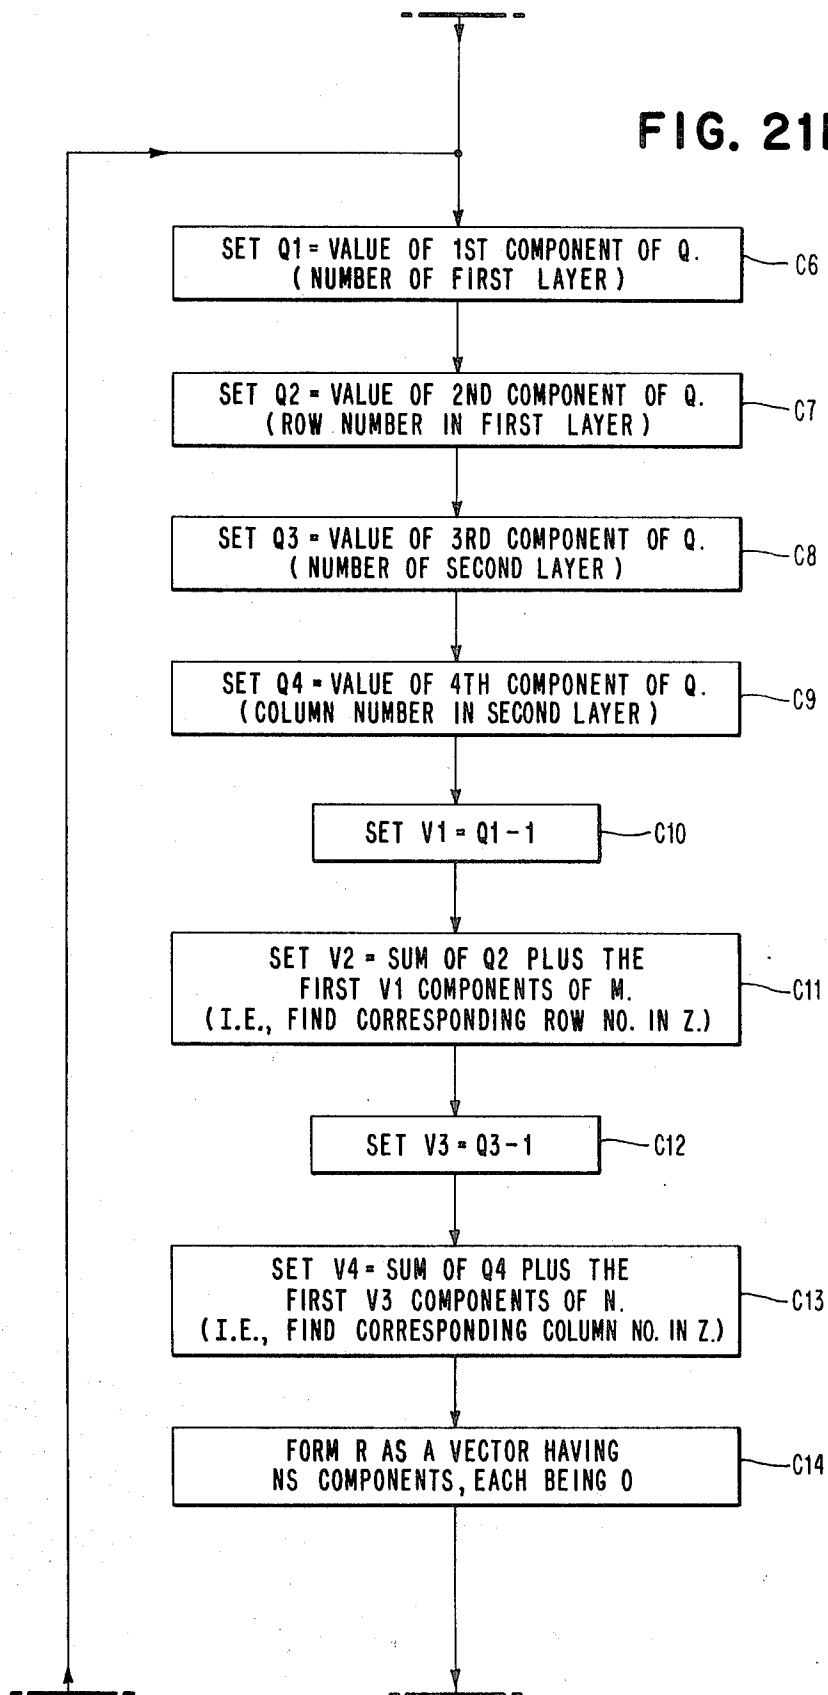 FIG. 21
SET Q1 = VALUE OF 1ST COMPONENT OF Q.
(NUMBER OF FIRST LAYER)
C6
SET Q2 = VALUE OF 2ND COMPONENT OF Q.
(ROW NUMBER IN FIRST LAYER)
C7
SET Q3 = VALUE OF 3RD COMPONENT OF Q.
(NUMBER OF SECOND LAYER)
C8
SET Q4 = VALUE OF 4TH COMPONENT OF Q.
(COLUMN NUMBER IN SECOND LAYER)
C9
SET V1 = Q1-1
C10
SET V2 = SUM OF Q2 PLUS THE
FIRST V1 COMPONENTS OF M.
(I.E., FIND CORRESPONDING ROW NO. IN Z.)
C11
SET V3 = Q3-1
C12
SET V4 = SUM OF Q4 PLUS THE
FIRST V3 COMPONENTS OF N.
(I.E., FIND CORRESPONDING COLUMN NO. IN Z.)
C13
FORM R AS A VECTOR HAVING
NS COMPONENTS, EACH BEING 0
C14